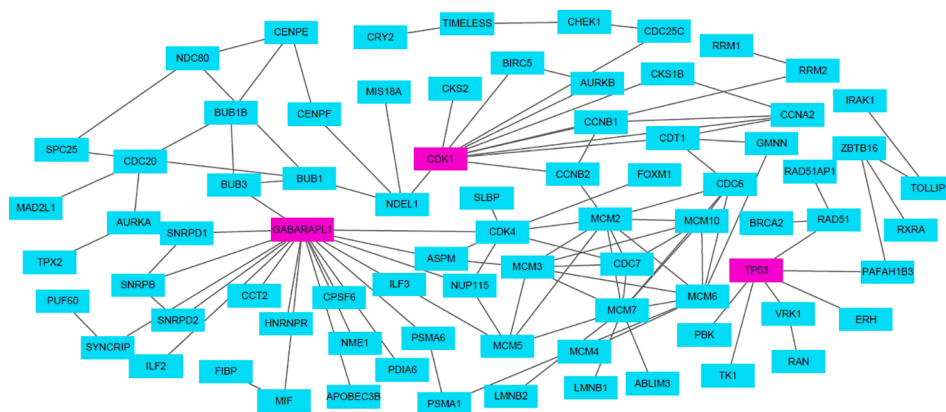 CENPE
TIMELESS
CHEK1
CRY2
CDC25C
NDC80
RRM1
BIRC5
RRM2
AURKB
CKS1B
CKS2
MIS18A
IRAK1
BUB1B
CENPF
CCNB1
CCNA2
CDT1
GMNN
ZBTB16
SPC25
CDC20
CDK1
RAD51AP1
BUB3
BUB1
CCNB2
FOXM1
CDC6
TOLLIP
MAD2L1
NDEL1
SLBP
AURKA
MCM2
MCM10
BRCA2
RAD51
RXRA
SNRPD1
GABARAPL1
CDK4
TPX2
ASPM
MCM3
CDC7
TP53
PAFAH1B3
SNRPB
CCT2
CPSF6
ILF3
NUP115
MCM6
PUF60
SNRPD2
HNRNPR
MCM7
VRK1
ERH
SYNCRIP
NME1
PSMA6
MCM5
MCM4
PBK
ILF2
PDIA6
RAN
FIBP
TK1
MIF
APOBEC3B
PSMA1
LMNB2
LMNB1
ABLIM3